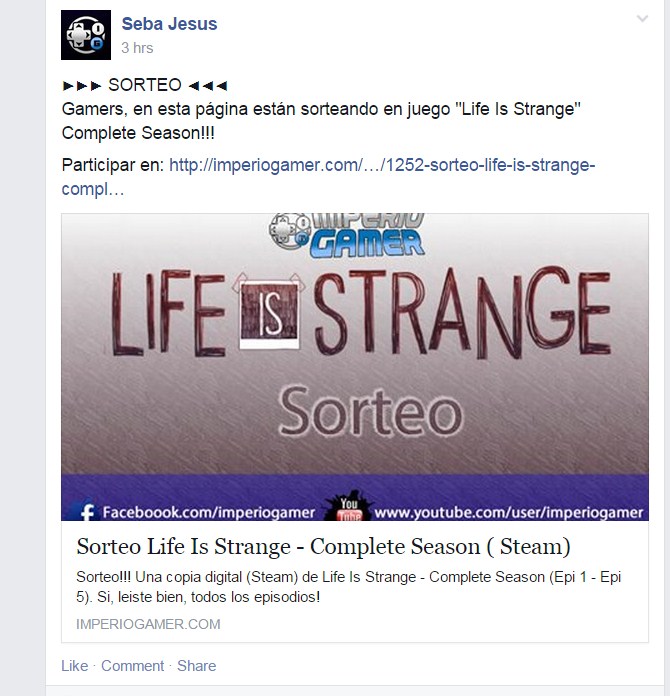 Seba Jesus
3 hrs
►►► SORTEO ◄◄◄
Gamers, en esta página están sorteando en juego "Life Is Strange"
Complete Season!!!
Participar en: http://imperiogamer.com/…/1252-sorteo-life-is-strange-
compl…
IMPERIO
GAMER
LIFE IS STRANGE
Sorteo
f Faceboook.com/imperiogamer
You
Tube
www.youtube.com/user/imperiogamer
Sorteo Life Is Strange - Complete Season ( Steam)
Sorteo!!! Una copia digital (Steam) de Life Is Strange - Complete Season (Epi 1 - Epi
5). Si, leiste bien, todos los episodios!
IMPERIOGAMER.COM
Like · Comment · Share